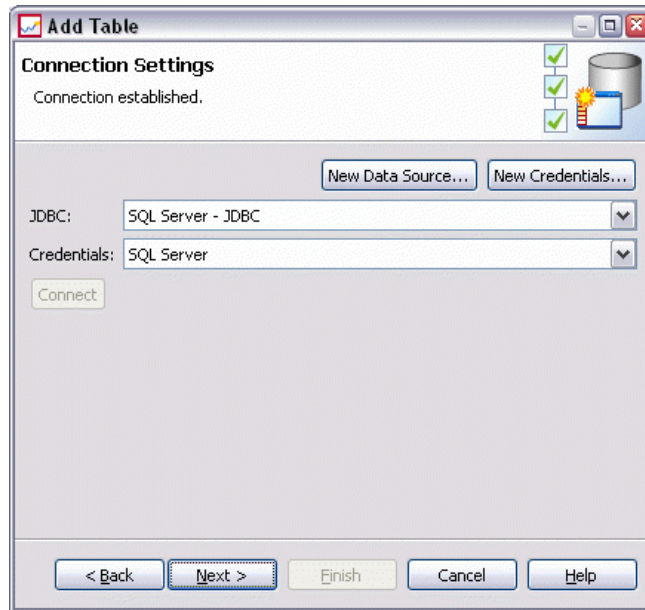 Add Table
Connection Settings
Connection established.
New Data Source... New Credentials...
JDBC: SQL Server - JDBC
Credentials: SQL Server
Connect
< Back Next > Finish Cancel Help